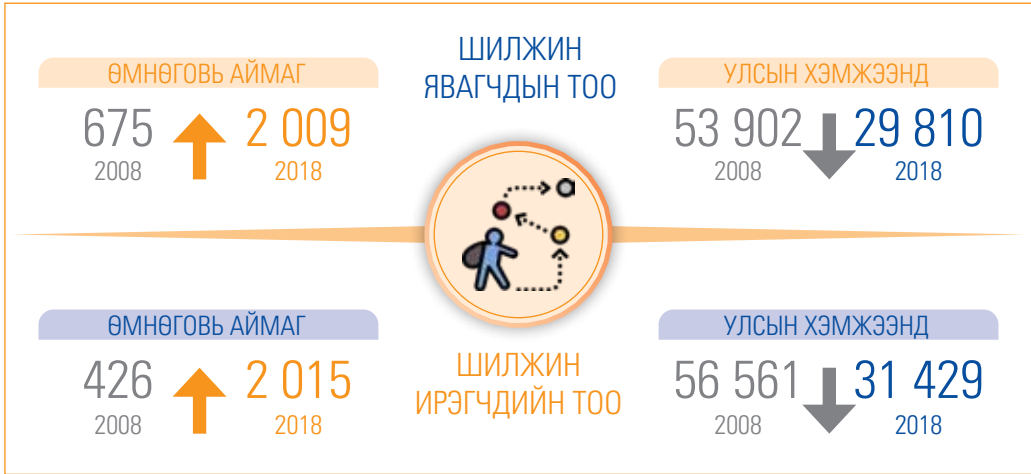 ШИЛЖИН
ЯВАГЧДЫН ТОО
ӨМНӨГОВЬ АЙМАГ
675 2 009
2008 2018
УЛСЫН ХЭМЖЭЭНД
53 902 29 810
2008 2018
ӨМНӨГОВЬ АЙМАГ
426 2 015
2008 2018
ШИЛЖИН
ИРЭГЧДИЙН ТОО
УЛСЫН ХЭМЖЭЭНД
56 561 31 429
2008 2018